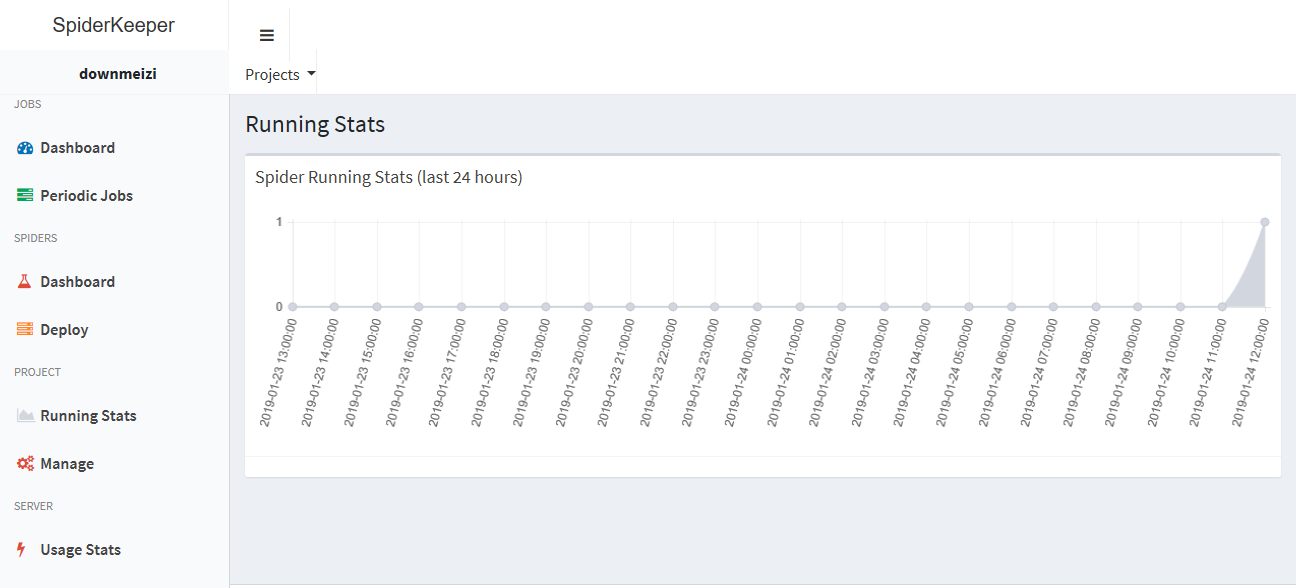 SpiderKeeper
downmeizi
Projects
JOBS
Dashboard
Periodic Jobs
SPIDERS
Dashboard
Deploy
PROJECT
Running Stats
Manage
SERVER
Usage Stats
Running Stats
Spider Running Stats (last 24 hours)
1
0
2019-01-23 13:00:00
2019-01-23 14:00:00
2019-01-23 15:00:00
2019-01-23 16:00:00
2019-01-23 17:00:00
2019-01-23 18:00:00
2019-01-23 19:00:00
2019-01-23 20:00:00
2019-01-23 21:00:00
2019-01-23 22:00:00
2019-01-23 23:00:00
2019-01-24 00:00:00
2019-01-24 01:00:00
2019-01-24 02:00:00
2019-01-24 03:00:00
2019-01-24 04:00:00
2019-01-24 05:00:00
2019-01-24 06:00:00
2019-01-24 07:00:00
2019-01-24 08:00:00
2019-01-24 09:00:00
2019-01-24 10:00:00
2019-01-24 11:00:00
2019-01-24 12:00:00